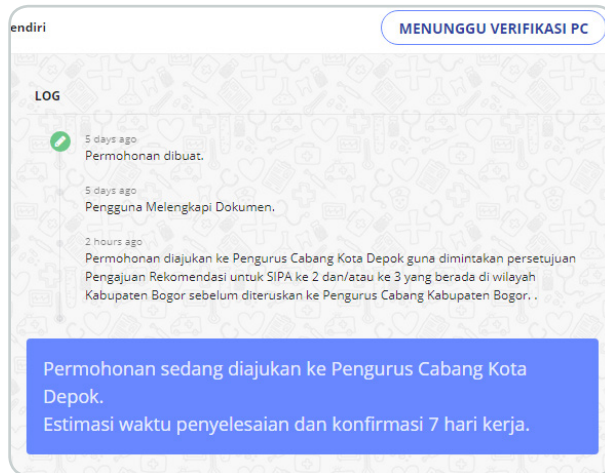 endiri
MENUNGGU VERIFIKASI PC
LOG
5 days ago
Permohonan dibuat.
5 days ago
Pengguna Melengkapi Dokumen.
2 hours ago
Permohonan diajukan ke Pengurus Cabang Kota Depok guna dimintakan persetujuan
Pengajuan Rekomendasi untuk SIPA ke 2 dan/atau ke 3 yang berada di wilayah
Kabupaten Bogor sebelum diteruskan ke Pengurus Cabang Kabupaten Bogor. .
Permohonan sedang diajukan ke Pengurus Cabang Kota
Depok.
Estimasi waktu penyelesaian dan konfirmasi 7 hari kerja.